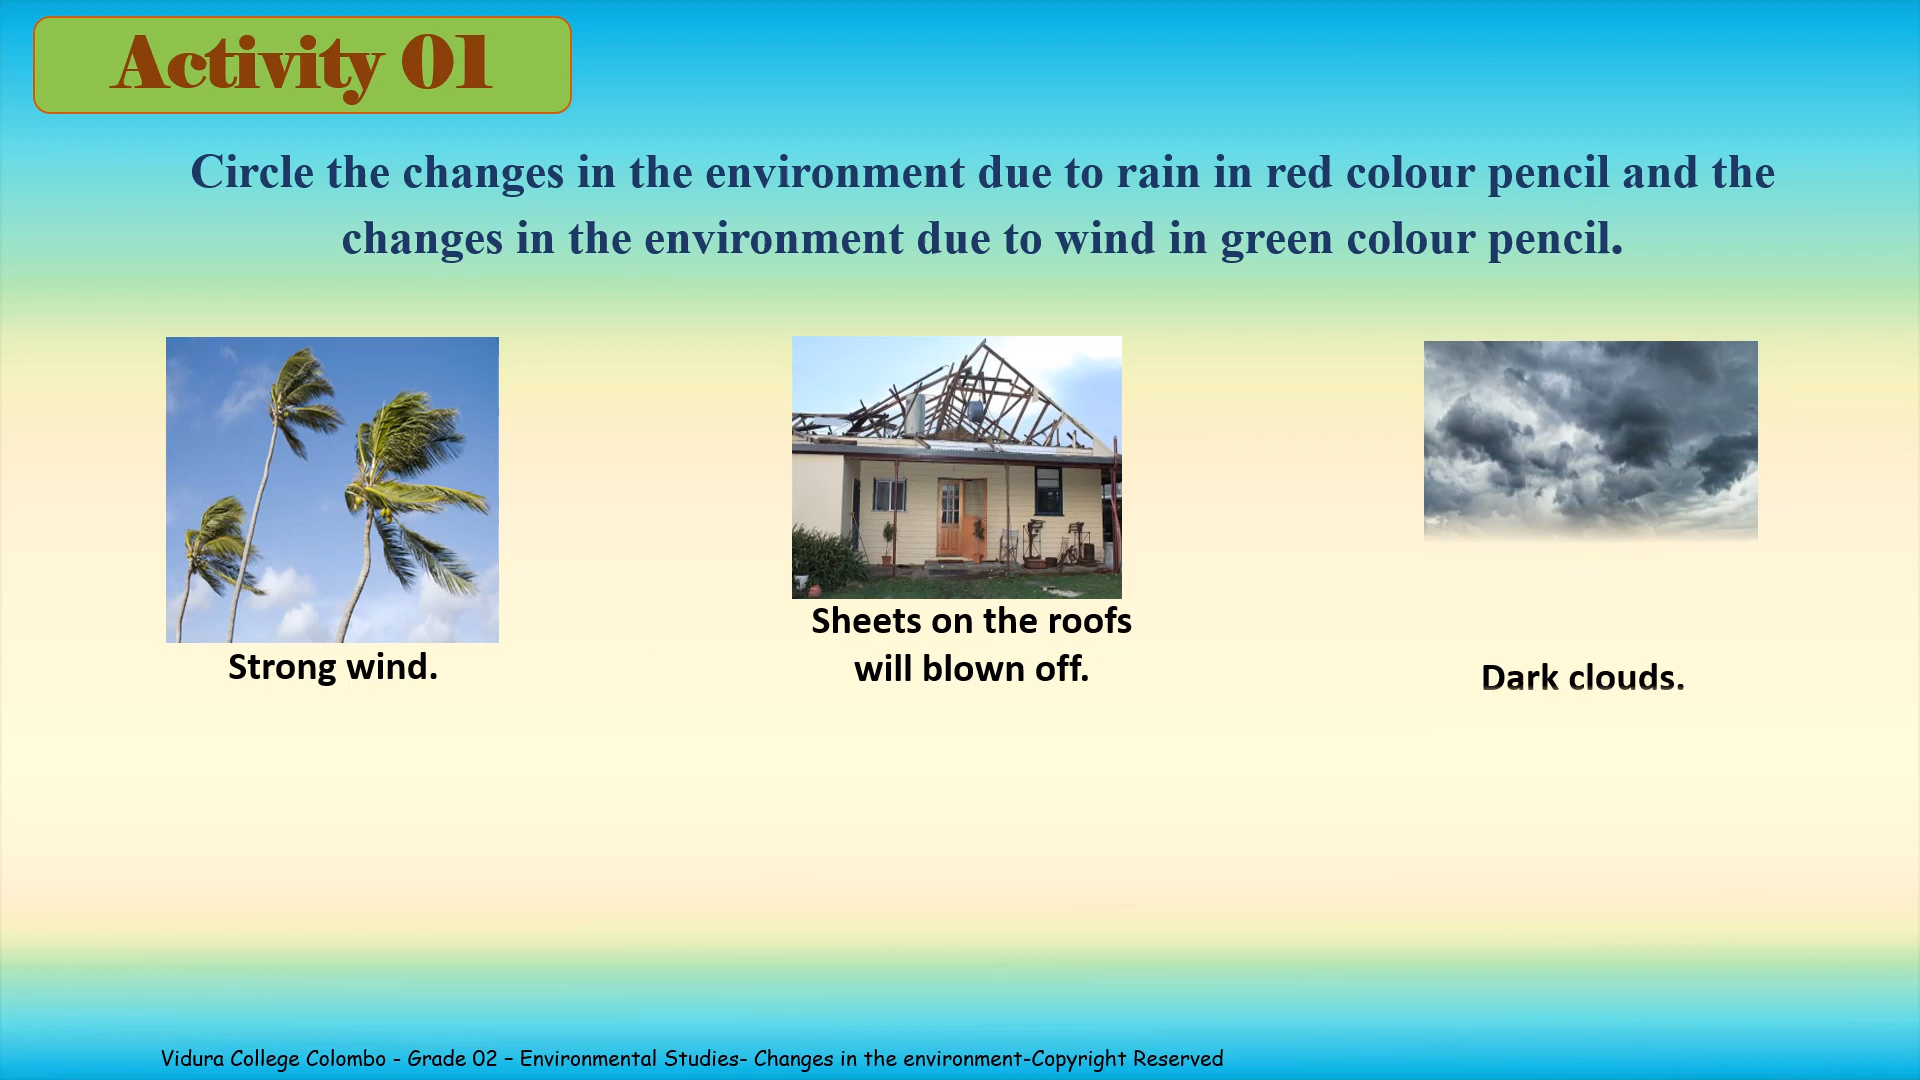 Activity 01
Circle the changes in the environment due to rain in red colour pencil and the
changes in the environment due to wind in green colour pencil.
Strong wind.
Sheets on the roofs
will blown off.
Dark clouds.
Vidura College Colombo - Grade 02 – Environmental Studies- Changes in the environment-Copyright Reserved